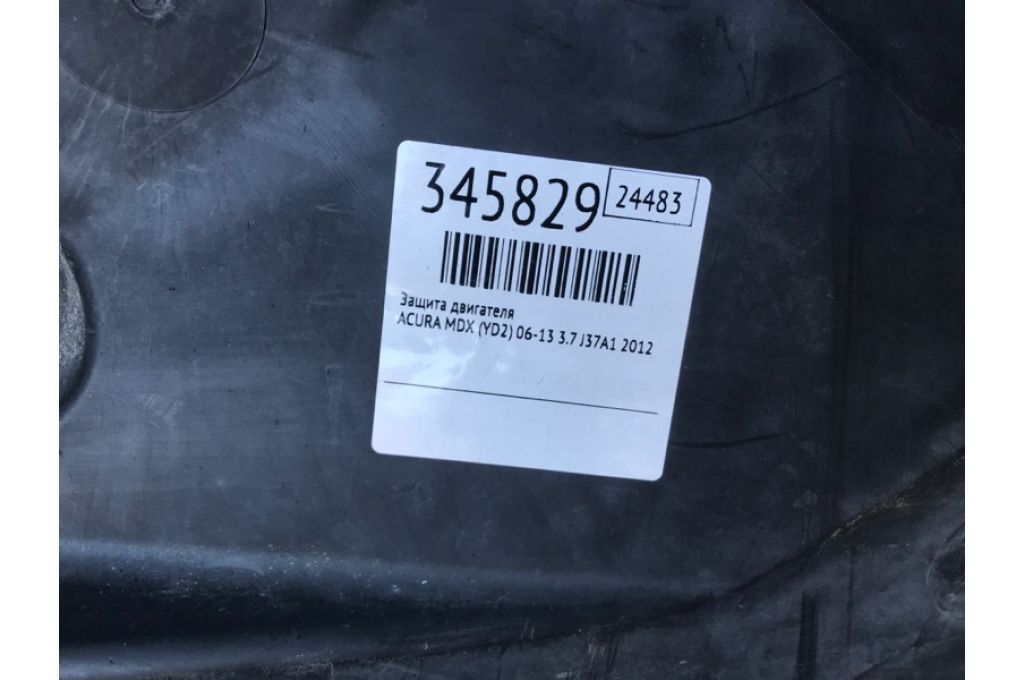 345829 24483
Защита двигателя
ACURA MDX (YD2) 06-13 3.7 J37A1 2012